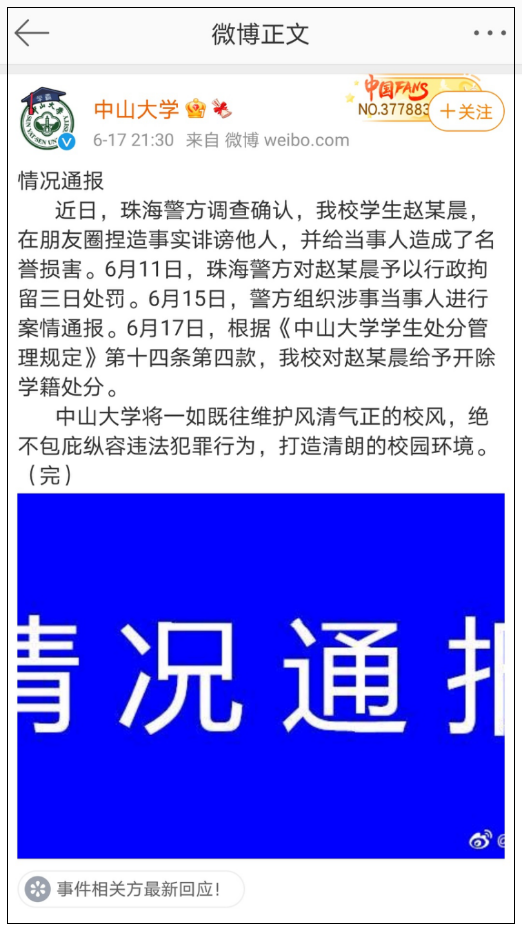 微博正文
中国FANS
NO.377883
中山大学
+关注
6-17 21:30 来自 微博 weibo.com
情况通报
近日，珠海警方调查确认，我校学生赵某晨，
在朋友圈捏造事实诽谤他人，并给当事人造成了名
誉损害。6月11日，珠海警方对赵某晨予以行政拘
留三日处罚。6月15日，警方组织涉事当事人进行
案情通报。6月17日，根据《中山大学学生处分管
理规定》第十四条第四款，我校对赵某晨给予开除
学籍处分。
中山大学将一如既往维护风清气正的校风，绝
不包庇纵容违法犯罪行为，打造清朗的校园环境。
（完）
情况通报
事件相关方最新回应！